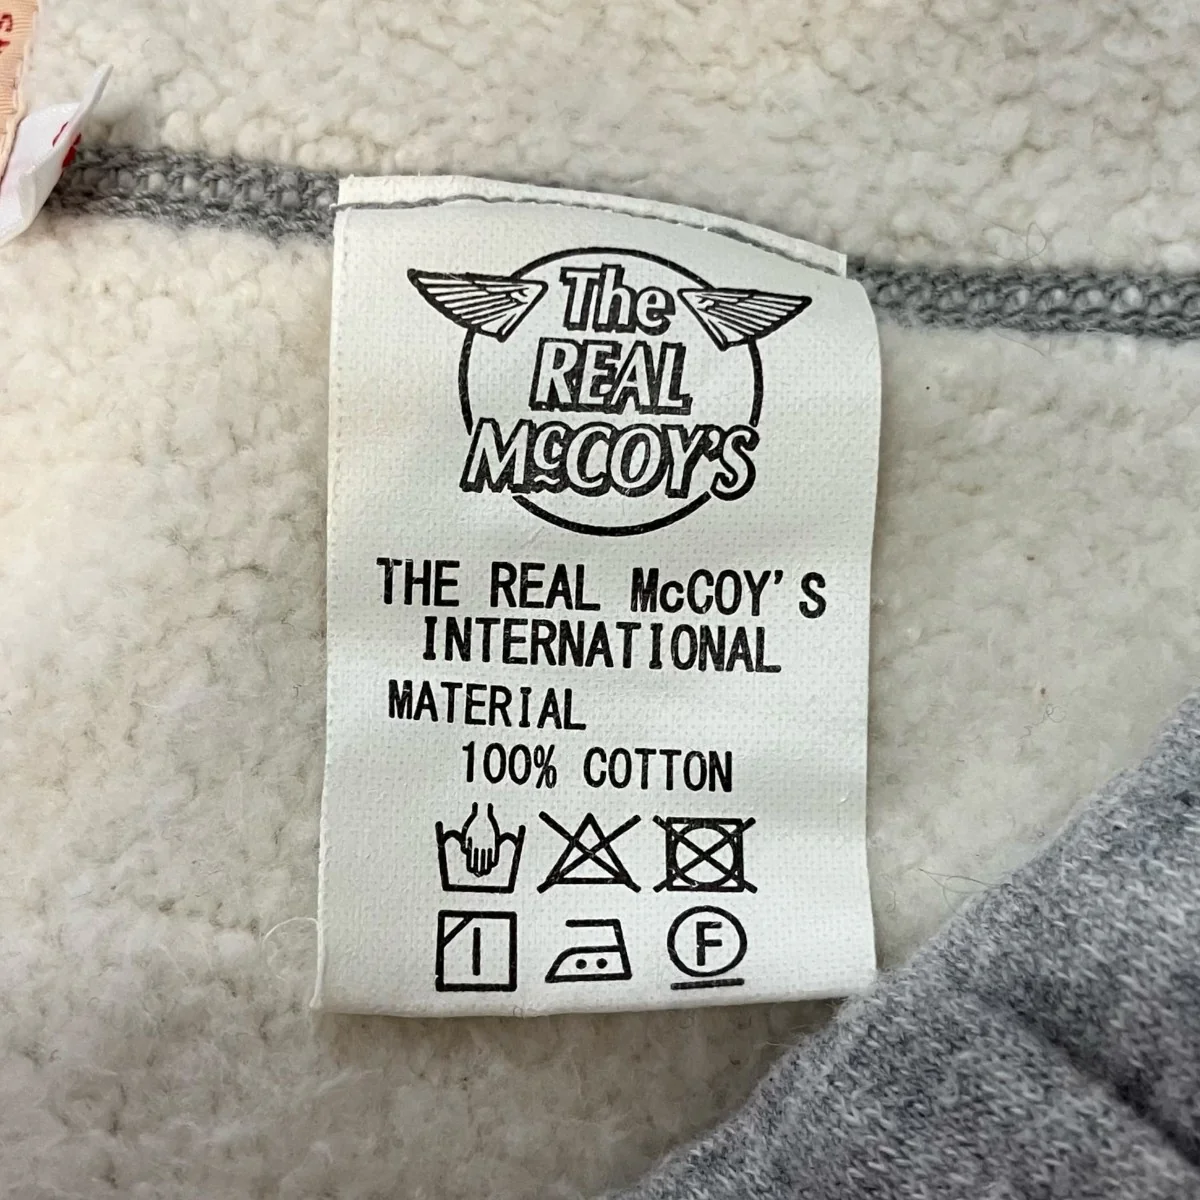 The
REAL
McCOY'S
THE REAL McCOY'S
INTERNATIONAL
MATERIAL
100% COTTON
F